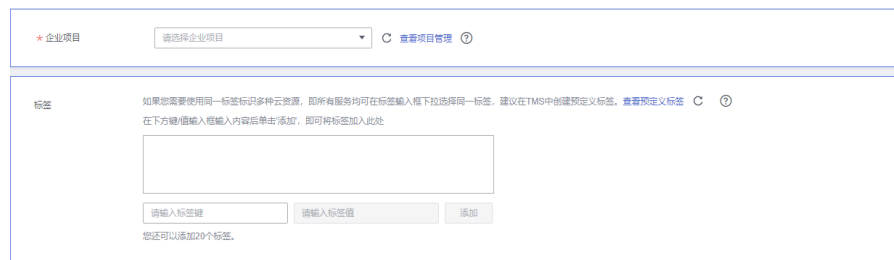 * 企业项目 请选择企业项目 查看项目管理 ?
标签 如果您需要使用同一标签标识多种云资源，即所有服务均可在标签输入框下拉选择同一标签，建议在TMS中创建预定义标签。查看预定义标签 ?
在下方键/值输入框输入内容后单击'添加'，即可将标签加入此处
请输入标签键 请输入标签值 添加
您还可以添加20个标签。